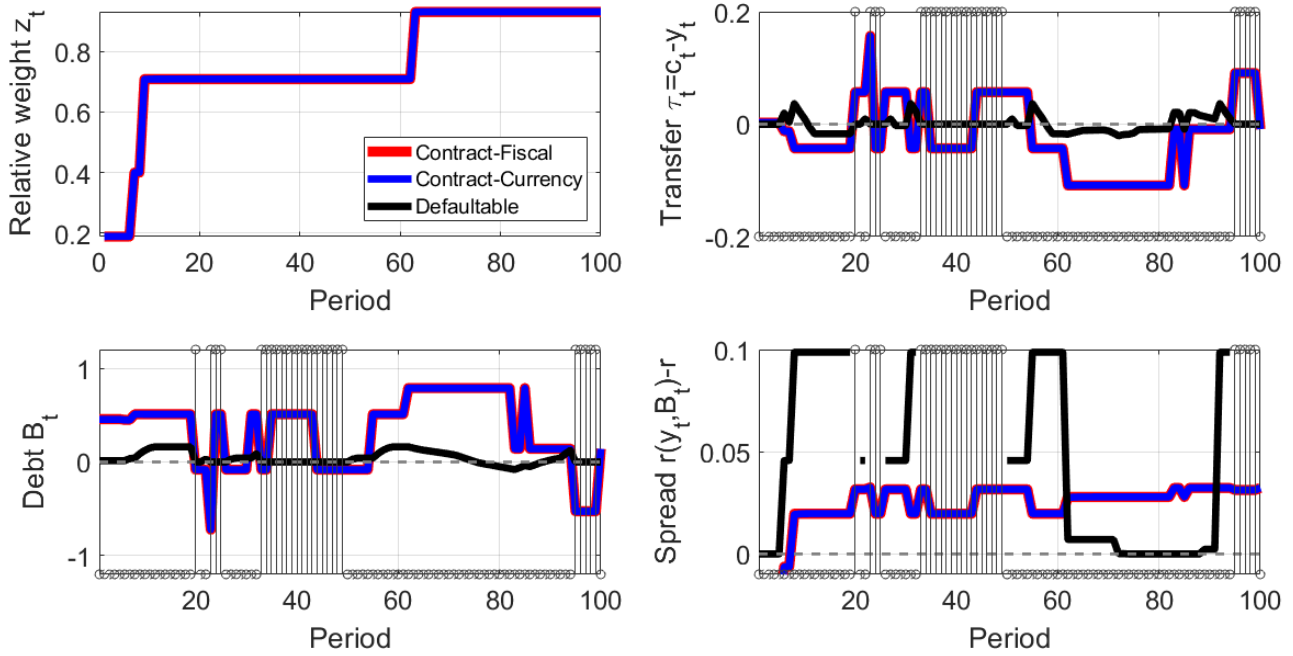 Relative weight z_t
0.8
0.6
0.4
0.2
0 20 40 60 80 100
Period
Contract-Fiscal
Contract-Currency
Defaultable
Transfer τ_t=c_t-y_t
0.2
0
-0.2
20 40 60 80 100
Period
Debt B_t
1
0
-1
0 20 40 60 80 100
Period
Spread r(y_t,B_t)-r
0.1
0.05
0
20 40 60 80 100
Period